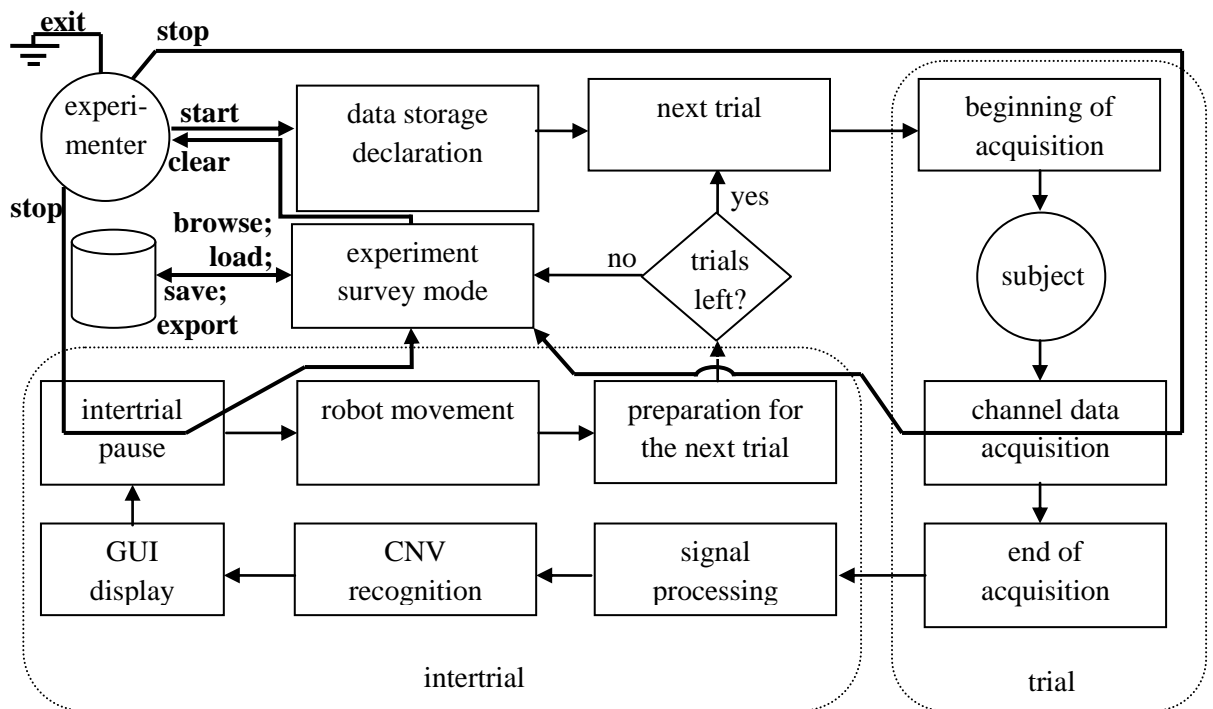 exit
stop
experi-
menter
start
clear
data storage
declaration
next trial
beginning of
acquisition
stop
browse;
load;
save;
export
experiment
survey mode
no
yes
trials
left?
subject
intertrial
pause
robot movement
preparation for
the next trial
channel data
acquisition
GUI
display
CNV
recognition
signal
processing
end of
acquisition
intertrial
trial